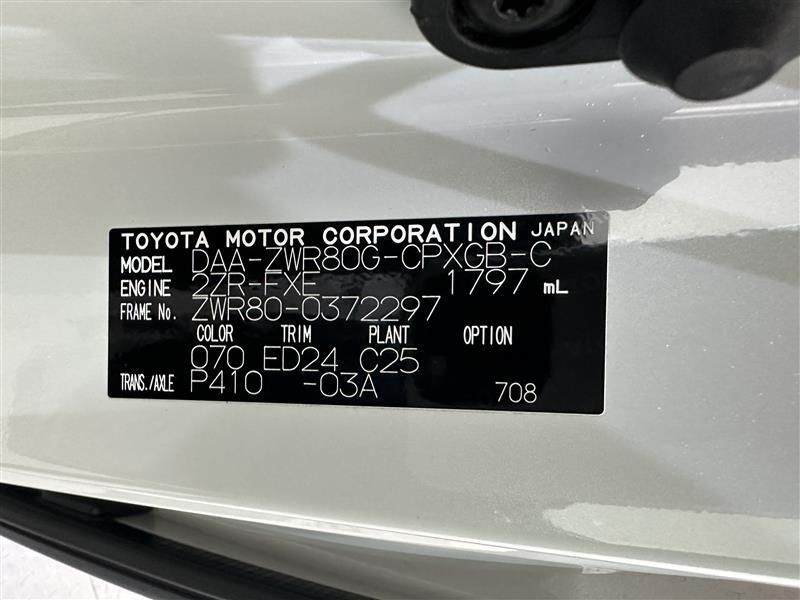 TOYOTA MOTOR CORPORATION JAPAN
MODEL DAA-ZWR80G-CPXGB-C
ENGINE 2ZR-FXE 1797 mL
FRAME No. ZWR80-0372297
COLOR TRIM PLANT OPTION
070 ED24 C25
TRANS./AXLE P410 -03A 708